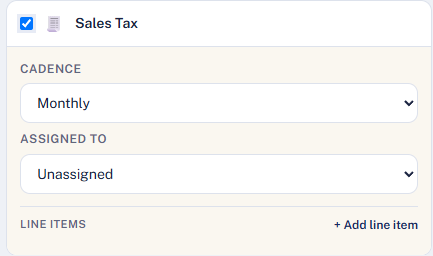 Sales Tax
CADENCE
Monthly
ASSIGNED TO
Unassigned
LINE ITEMS + Add line item